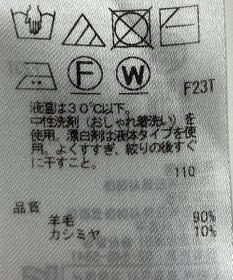 F W
F23T
液温は30℃以下。
中性洗剤(おしゃれ着洗い)を
使用。漂白剤は液体タイプを使
用。よくすすぎ、絞りの後すぐ
に干すこと。
110
品質
羊毛 90%
カシミヤ 10%